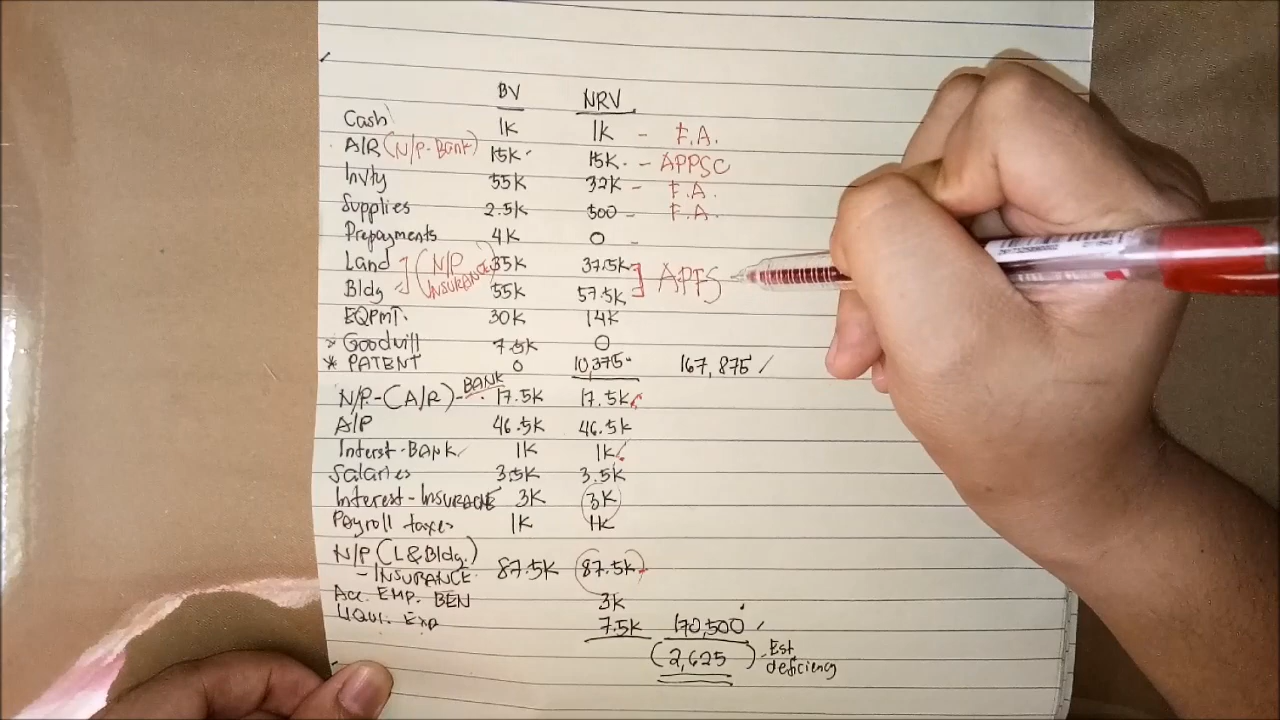 BV NRV
Cash 1K 1K - F.A.
A/R (N/P-Bank) 15K 15K - APPSC
Invty 55K 32K - F.A.
Supplies 2.5K 500 - F.A.
Prepayments 4K 0 -
Land ] (N/P 35K 37.5K ] APFS
Bldg INSURANCE) 55K 57.5K
EQPMT. 30K 14K
* Goodwill 7.5K 0
* PATENT 0 10,375 167,875 /
N/P-(A/R)-BANK 17.5K 17.5K
A/P 46.5K 46.5K
Interst-BANK 1K 1K
Salaries 3.5K 3.5K
Interest-Insurance 3K 3K
Payroll taxes 1K 1K
N/P (L&Bldg.)
- INSURANCE. 87.5K 87.5K
Acc. EMP. BEN 3K
LIQUI. EXP 7.5K 170,500 /
(2,625) - Est
deficiency